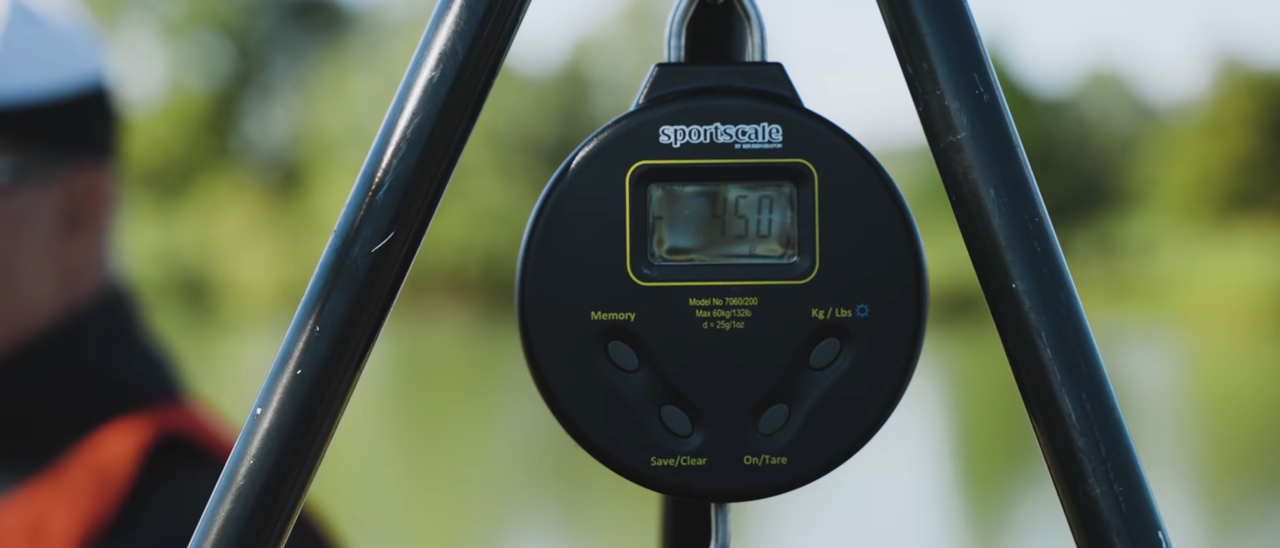 sportscale
450
Model No 7060/200
Max 60kg/132lb
d = 25g/1oz
Memory
Kg / Lbs
Save/Clear
On/Tare